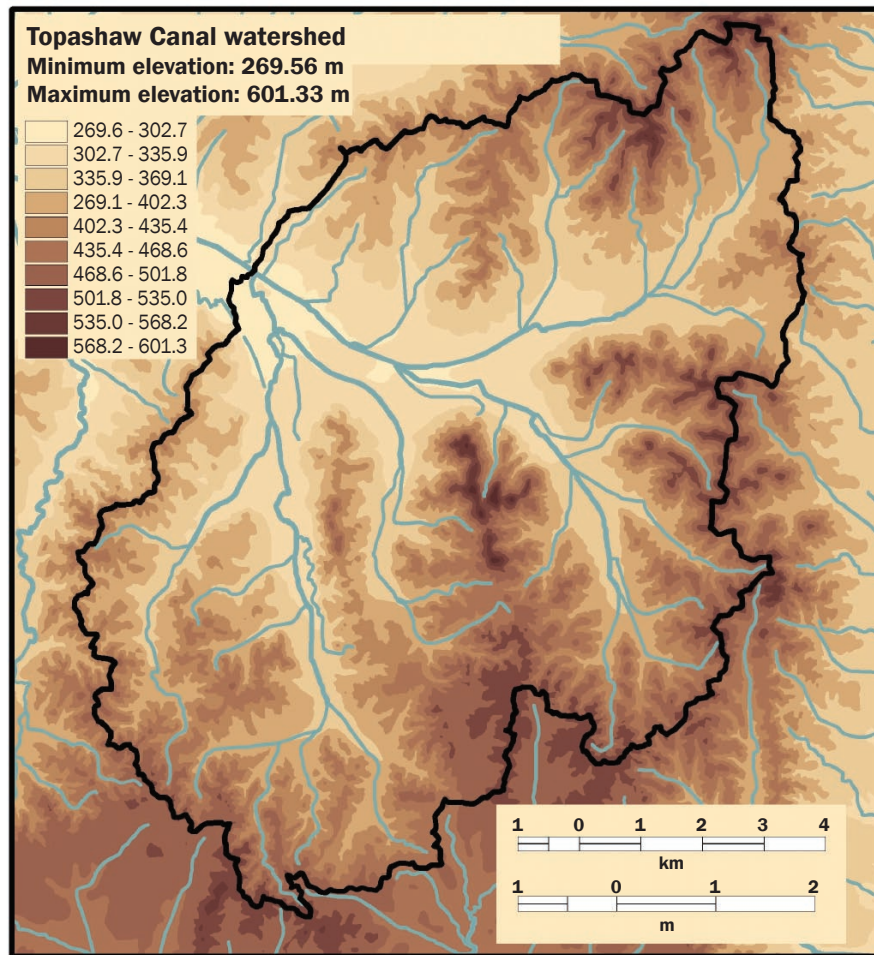 Topashaw Canal watershed
Minimum elevation: 269.56 m
Maximum elevation: 601.33 m
269.6 - 302.7
302.7 - 335.9
335.9 - 369.1
269.1 - 402.3
402.3 - 435.4
435.4 - 468.6
468.6 - 501.8
501.8 - 535.0
535.0 - 568.2
568.2 - 601.3
1 0 1 2 3 4
km
1 0 1 2
m